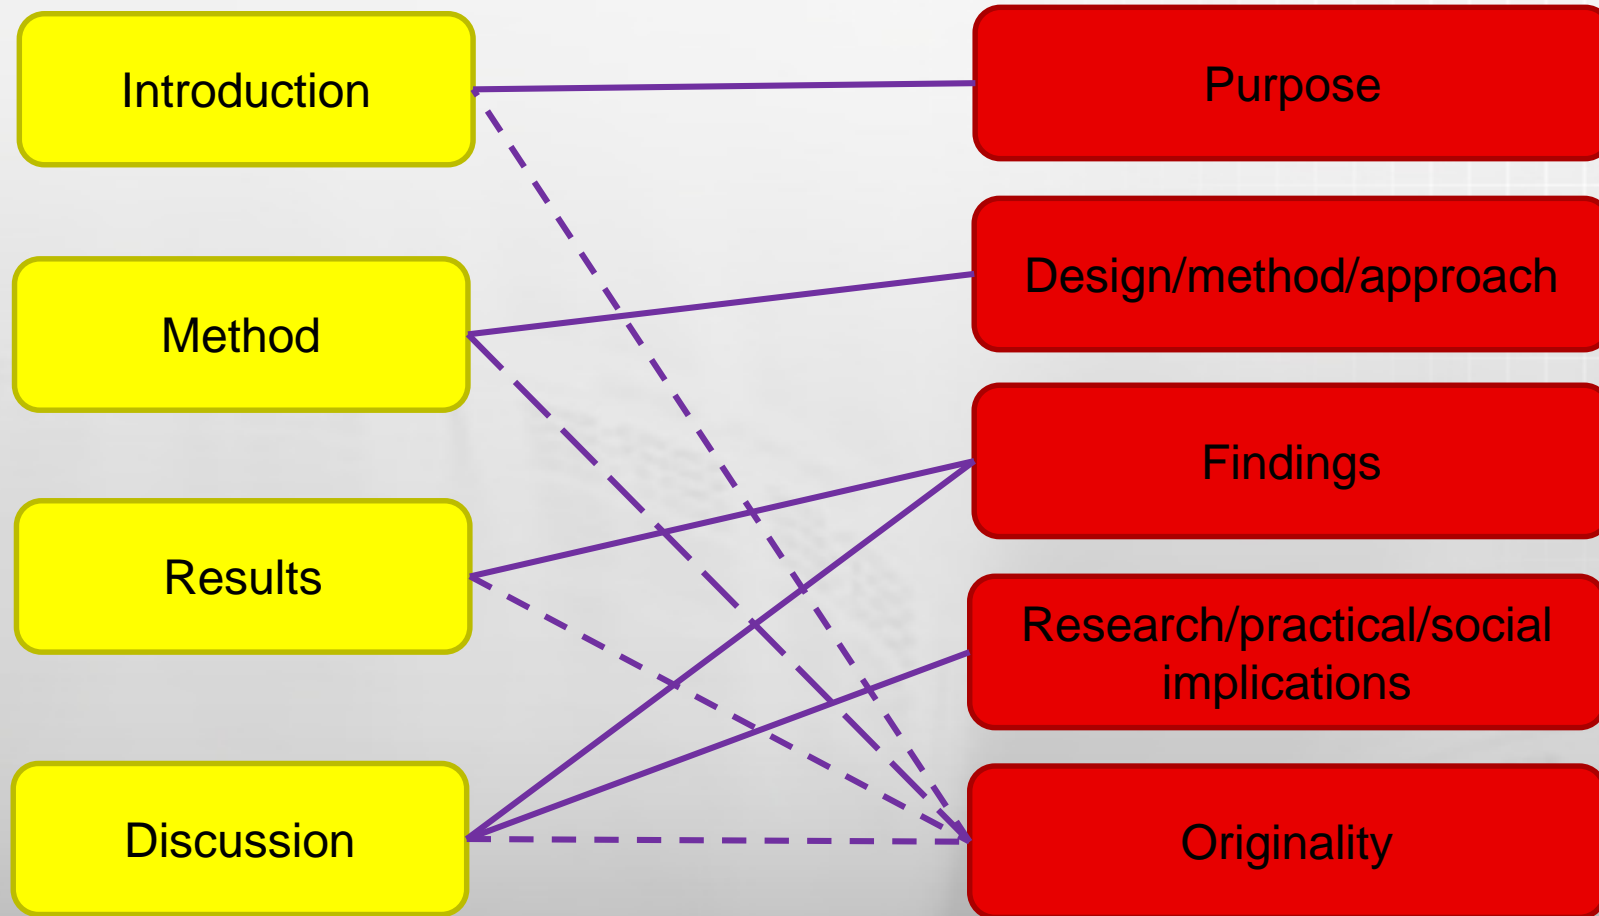 Introduction
Purpose
Method
Design/method/approach
Results
Findings
Research/practical/social
implications
Discussion
Originality